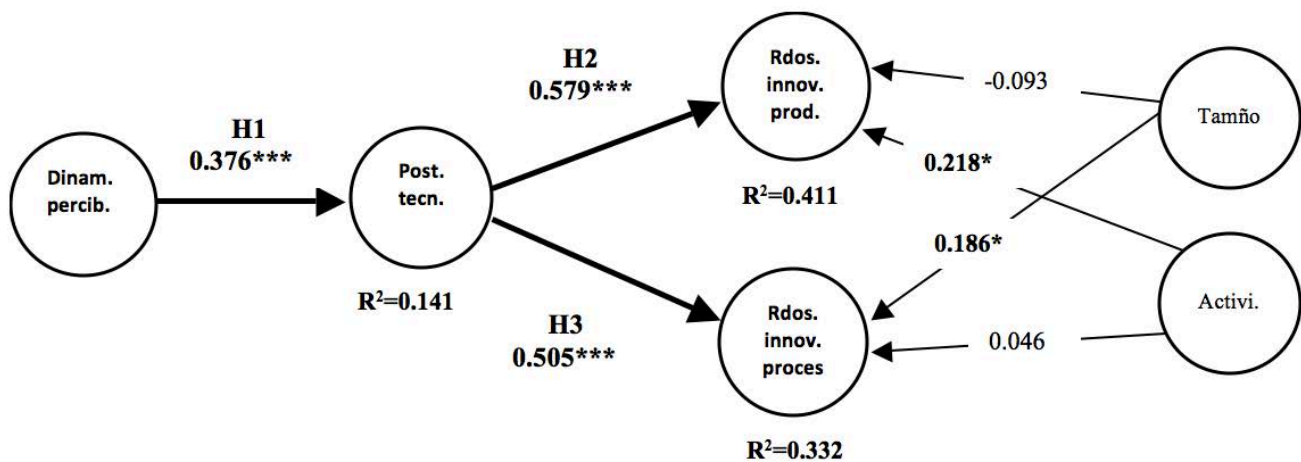 H1
0.376***
Dinam.
percib.
Post.
tecn.
R²=0.141
H2
0.579***
H3
0.505***
Rdos.
innov.
prod.
R²=0.411
Rdos.
innov.
proces
R²=0.332
-0.093
0.218*
0.186*
0.046
Tamño
Activi.